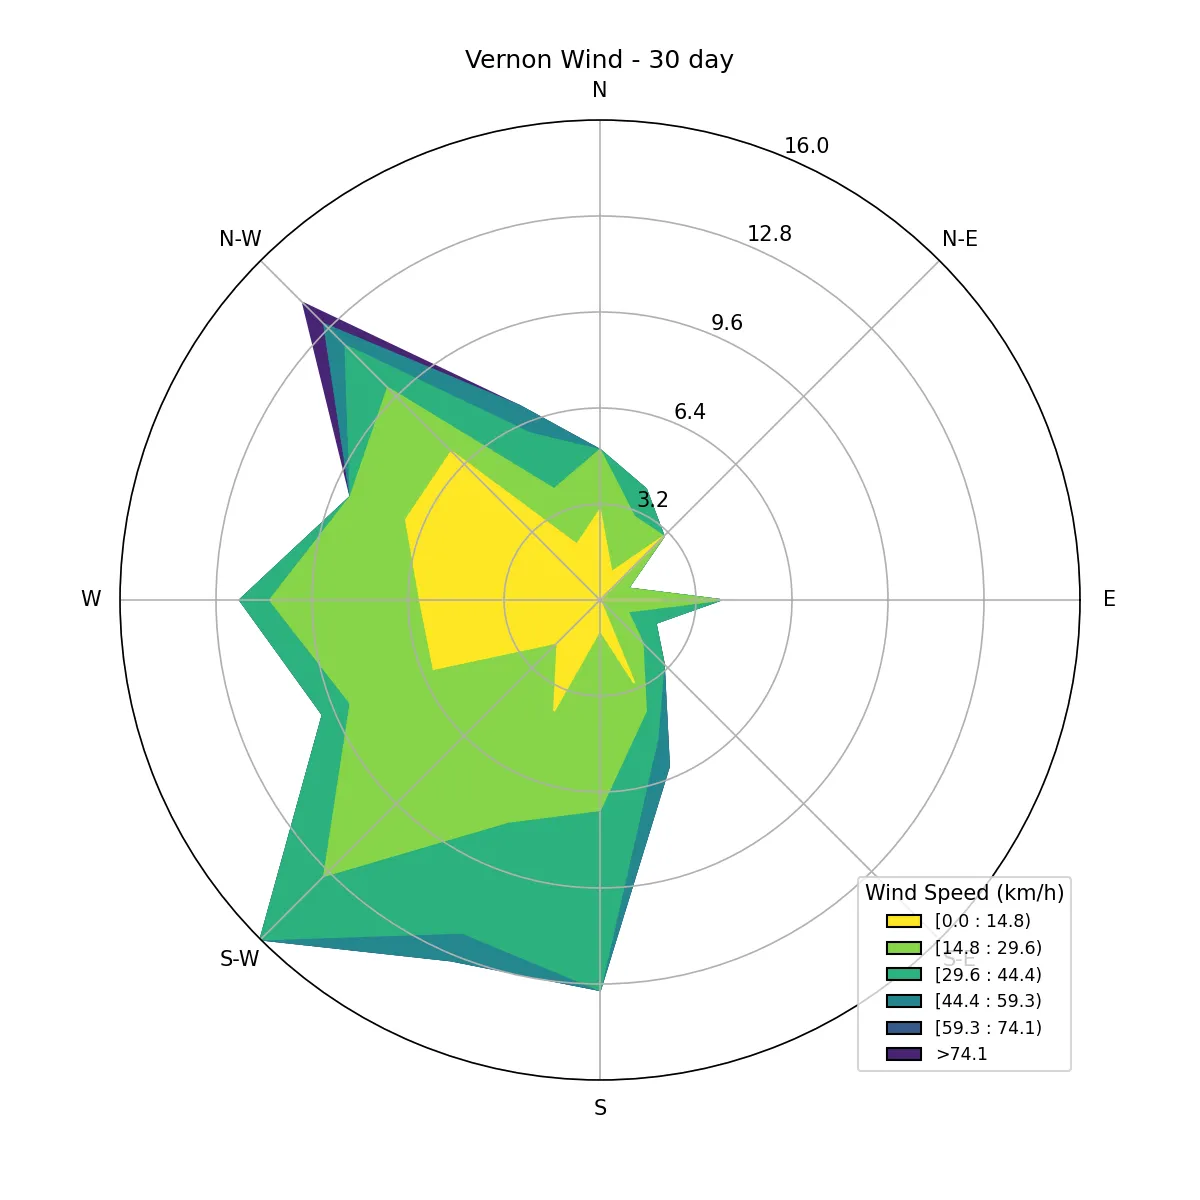 Vernon Wind - 30 day
N
16.0
12.8
N-W
N-E
9.6
6.4
3.2
W
E
S-W
S-E
S
Wind Speed (km/h)
[0.0 : 14.8)
[14.8 : 29.6)
[29.6 : 44.4)
[44.4 : 59.3)
[59.3 : 74.1)
>74.1